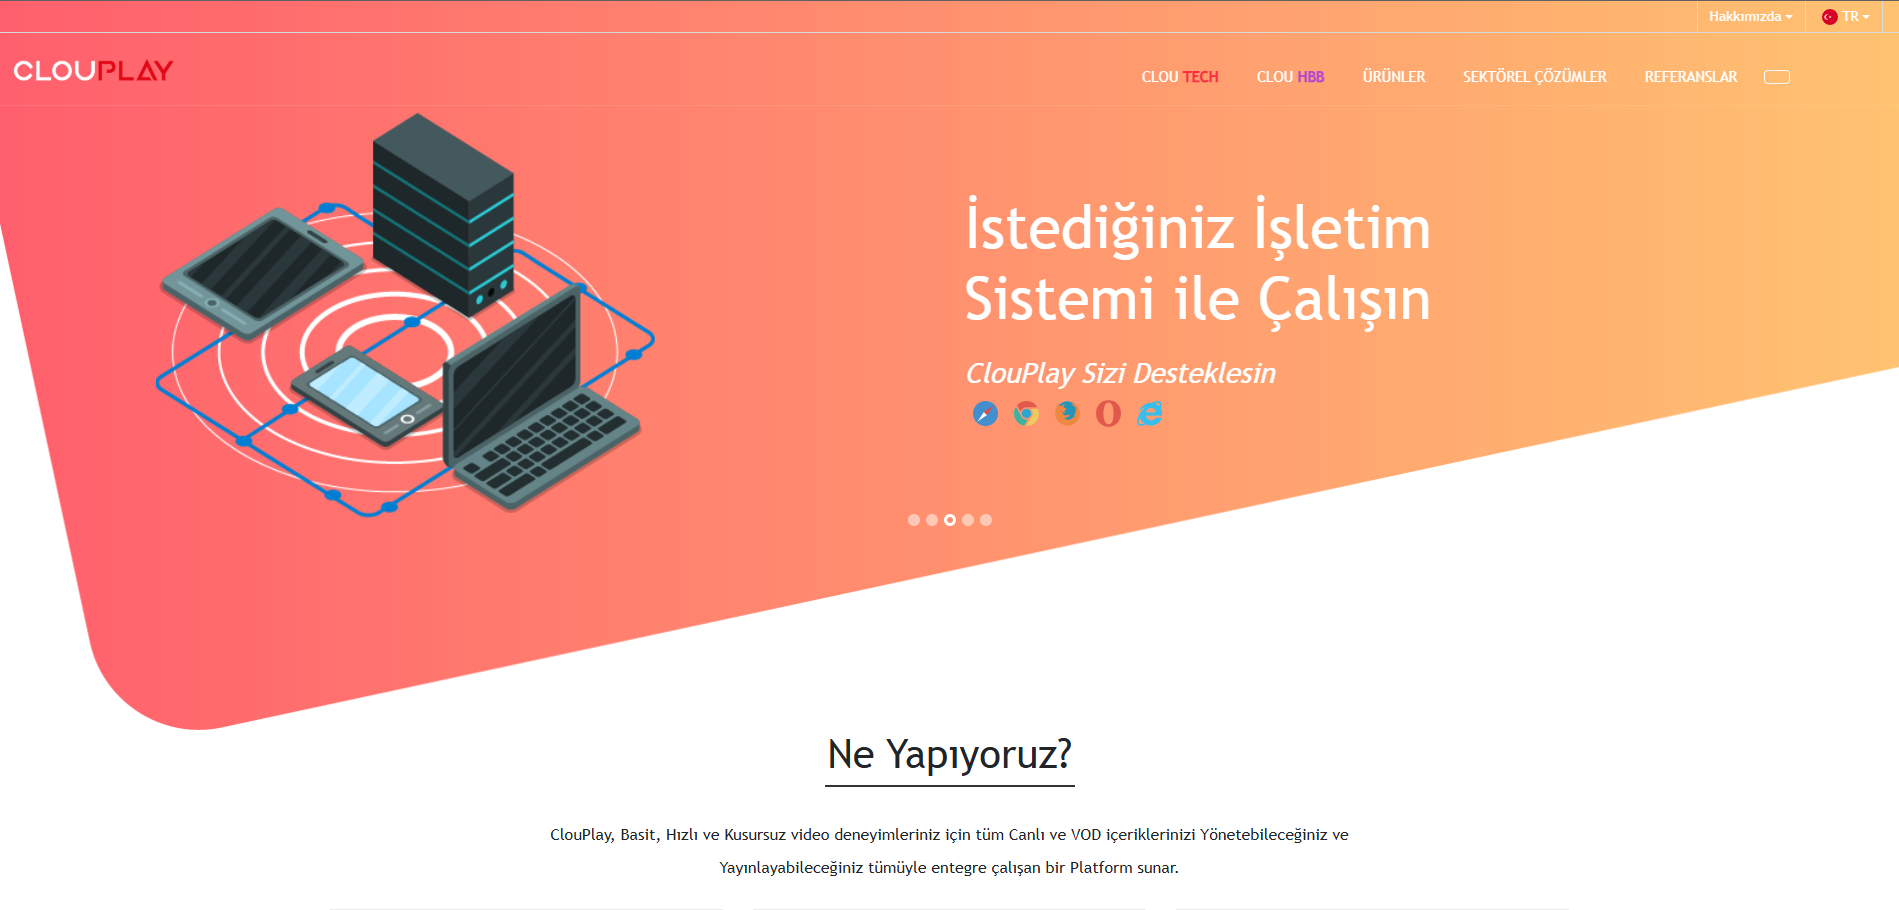 Hakkımızda
TR
CLOUPLAY
CLOU TECH
CLOU HBB
ÜRÜNLER
SEKTÖREL ÇÖZÜMLER
REFERANSLAR
İstediğiniz İşletim
Sistemi ile Çalışın
ClouPlay Sizi Desteklesin
Ne Yapıyoruz?
ClouPlay, Basit, Hızlı ve Kusursuz video deneyimleriniz için tüm Canlı ve VOD içeriklerinizi Yönetebileceğiniz ve
Yayınlayabileceğiniz tümüyle entegre çalışan bir Platform sunar.